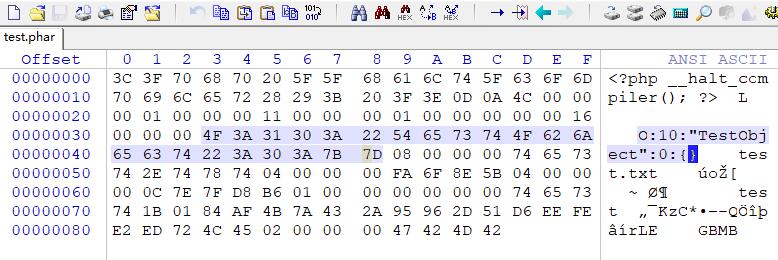 test.phar
Offset 0 1 2 3 4 5 6 7 8 9 A B C D E F ANSI ASCII
00000000 3C 3F 70 68 70 20 5F 5F 68 61 6C 74 5F 63 6F 6D <?php __halt_com
00000010 70 69 6C 65 72 28 29 3B 20 3F 3E 0D 0A 4C 00 00 piler(); ?> L
00000020 00 01 00 00 00 11 00 00 00 01 00 00 00 00 00 16
00000030 00 00 00 4F 3A 31 30 3A 22 54 65 73 74 4F 62 6A O:10:"TestObj
00000040 65 63 74 22 3A 30 3A 7B 7D 08 00 00 00 74 65 73 ect":0:{} tes
00000050 74 2E 74 78 74 04 00 00 00 FA 6F 8E 5B 04 00 00 t.txt úoŽ[
00000060 00 0C 7E 7F D8 B6 01 00 00 00 00 00 00 74 65 73 ~ Ø¶ tes
00000070 74 1B 01 84 AF 4B 7A 43 2A 95 96 2D 51 D6 EE FE t „¯KzC*•–-QÖîþ
00000080 E2 ED 72 4C 45 02 00 00 00 47 42 4D 42 âírLE GBMB